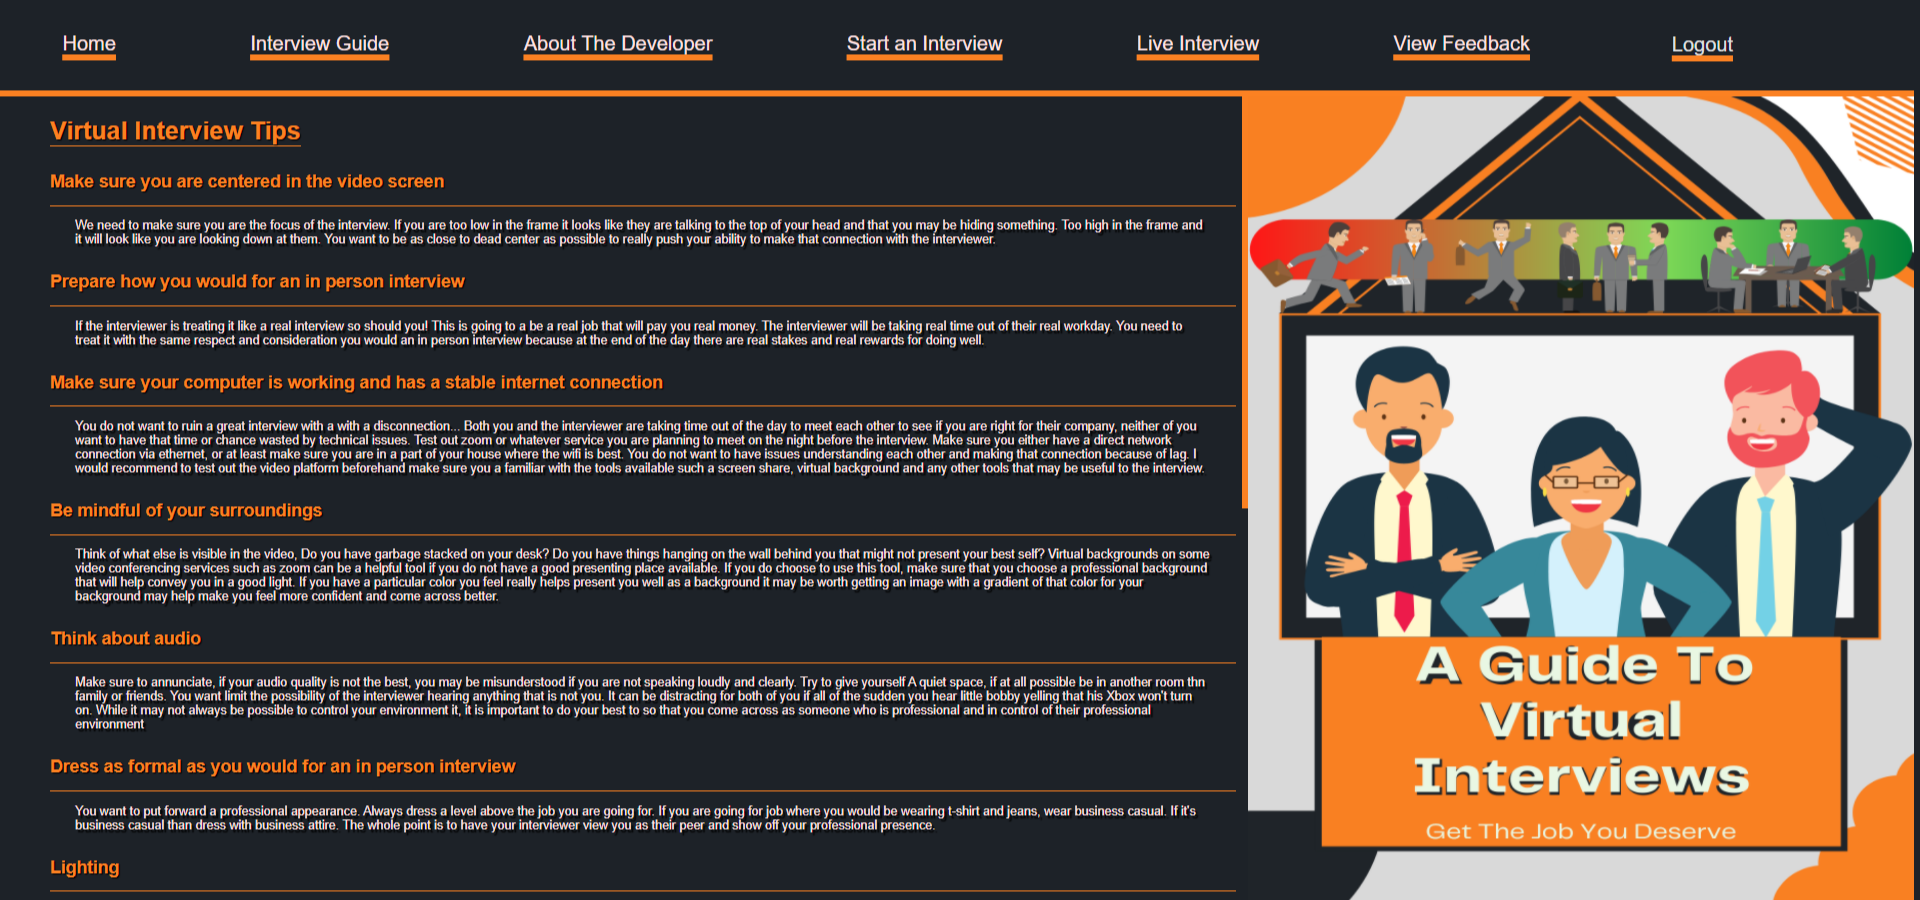 Home Interview Guide About The Developer Start an Interview Live Interview View Feedback Logout
Virtual Interview Tips
Make sure you are centered in the video screen
We need to make sure you are the focus of the interview. If you are too low in the frame it looks like they are talking to the top of your head and that you may be hiding something. Too high in the frame and
it will look like you are looking down at them. You want to be as close to dead center as possible to really push your ability to make that connection with the interviewer.
Prepare how you would for an in person interview
If the interviewer is treating it like a real interview so should you! This is going to a be a real job that will pay you real money. The interviewer will be taking real time out of their real workday. You need to
treat it with the same respect and consideration you would an in person interview because at the end of the day there are real stakes and real rewards for doing well.
Make sure your computer is working and has a stable internet connection
You do not want to ruin a great interview with a with a disconnection... Both you and the interviewer are taking time out of the day to meet each other to see if you are right for their company, neither of you
want to have that time or chance wasted by technical issues. Test out zoom or whatever service you are planning to meet on the night before the interview. Make sure you either have a direct network
connection via ethernet, or at least make sure you are in a part of your house where the wifi is best. You do not want to have issues understanding each other and making that connection because of lag. I
would recommend to test out the video platform beforehand make sure you a familiar with the tools available such a screen share, virtual background and any other tools that may be useful to the interview.
Be mindful of your surroundings
Think of what else is visible in the video, Do you have garbage stacked on your desk? Do you have things hanging on the wall behind you that might not present your best self? Virtual backgrounds on some
video conferencing services such as zoom can be a helpful tool if you do not have a good presenting place available. If you do choose to use this tool, make sure that you choose a professional background
that will help convey you in a good light. If you have a particular color you feel really helps present you well as a background it may be worth getting an image with a gradient of that color for your
background may help make you feel more confident and come across better.
Think about audio
Make sure to annunciate, if your audio quality is not the best, you may be misunderstood if you are not speaking loudly and clearly. Try to give yourself A quiet space, if at all possible be in another room thn
family or friends. You want limit the possibility of the interviewer hearing anything that is not you. It can be distracting for both of you if all of the sudden you hear little bobby yelling that his Xbox won't turn
on. While it may not always be possible to control your environment it, it is important to do your best to so that you come across as someone who is professional and in control of their professional
environment
Dress as formal as you would for an in person interview
You want to put forward a professional appearance. Always dress a level above the job you are going for. If you are going for job where you would be wearing t-shirt and jeans, wear business casual. If it's
business casual than dress with business attire. The whole point is to have your interviewer view you as their peer and show off your professional presence.
Lighting
A Guide To
Virtual
Interviews
Get The Job You Deserve